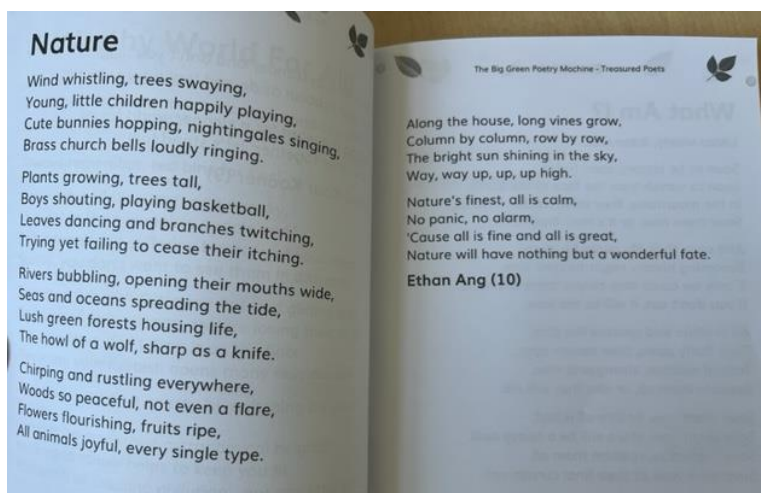 Nature
Wind whistling, trees swaying,
Young, little children happily playing,
Cute bunnies hopping, nightingales singing,
Brass church bells loudly ringing.
Plants growing, trees tall,
Boys shouting, playing basketball,
Leaves dancing and branches twitching,
Trying yet failing to cease their itching.
Rivers bubbling, opening their mouths wide,
Seas and oceans spreading the tide,
Lush green forests housing life,
The howl of a wolf, sharp as a knife.
Chirping and rustling everywhere,
Woods so peaceful, not even a flare,
Flowers flourishing, fruits ripe,
All animals joyful, every single type.
The Big Green Poetry Machine - Treasured Poets
Along the house, long vines grow,
Column by column, row by row,
The bright sun shining in the sky,
Way, way up, up, up high.
Nature's finest, all is calm,
No panic, no alarm,
'Cause all is fine and all is great,
Nature will have nothing but a wonderful fate.
Ethan Ang (10)